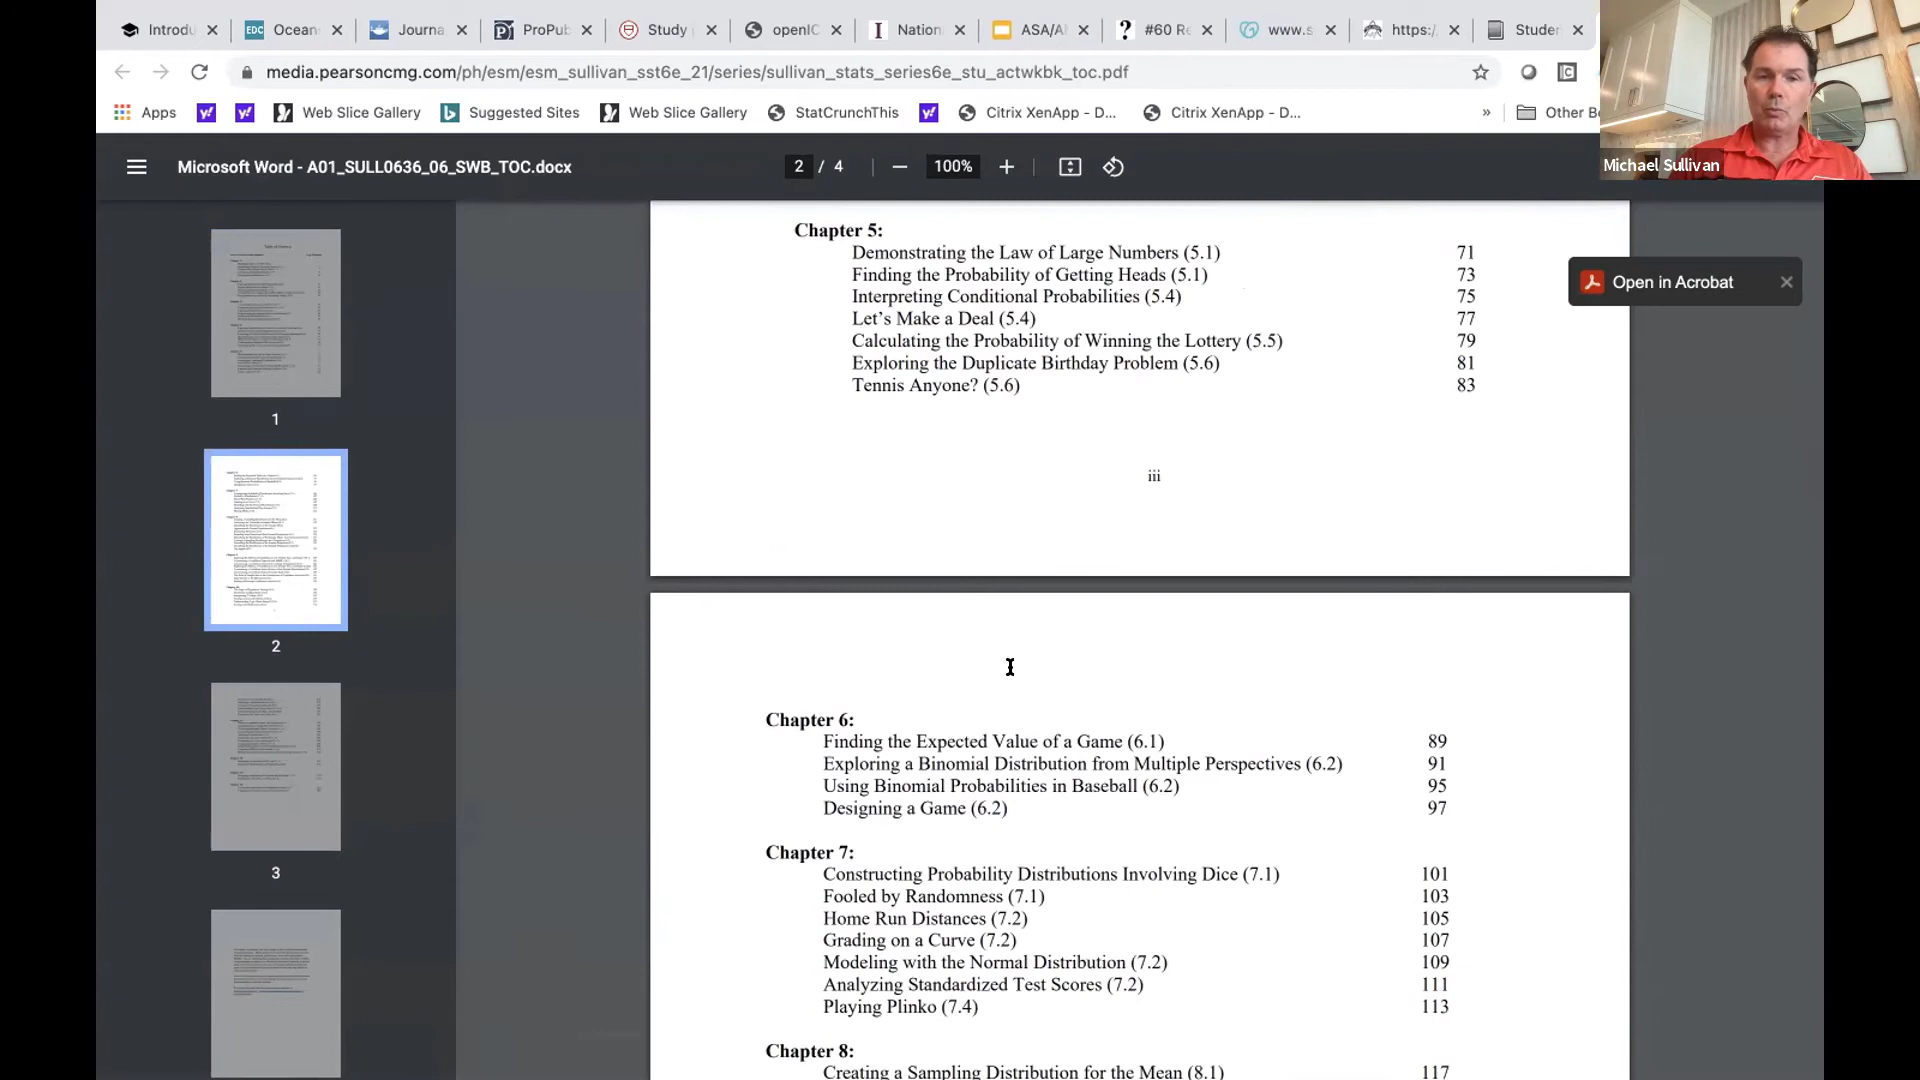 Introdu
EDC
Ocean
Journa
ProPub
Study
openIC
Nation
ASA/A
#60 Re
www.s
https:/
Studen
media.pearsoncmg.com/ph/esm/esm_sullivan_sst6e_21/series/sullivan_stats_series6e_stu_actwkbk_toc.pdf
Apps
Web Slice Gallery
Suggested Sites
Web Slice Gallery
StatCrunchThis
Citrix XenApp - D...
Citrix XenApp - D...
»
Other B
Michael Sullivan
Microsoft Word - A01_SULL0636_06_SWB_TOC.docx
2 / 4
100%
Open in Acrobat
1
2
3
Chapter 5:
Demonstrating the Law of Large Numbers (5.1) 71
Finding the Probability of Getting Heads (5.1) 73
Interpreting Conditional Probabilities (5.4) 75
Let’s Make a Deal (5.4) 77
Calculating the Probability of Winning the Lottery (5.5) 79
Exploring the Duplicate Birthday Problem (5.6) 81
Tennis Anyone? (5.6) 83
iii
Chapter 6:
Finding the Expected Value of a Game (6.1) 89
Exploring a Binomial Distribution from Multiple Perspectives (6.2) 91
Using Binomial Probabilities in Baseball (6.2) 95
Designing a Game (6.2) 97
Chapter 7:
Constructing Probability Distributions Involving Dice (7.1) 101
Fooled by Randomness (7.1) 103
Home Run Distances (7.2) 105
Grading on a Curve (7.2) 107
Modeling with the Normal Distribution (7.2) 109
Analyzing Standardized Test Scores (7.2) 111
Playing Plinko (7.4) 113
Chapter 8:
Creating a Sampling Distribution for the Mean (8.1) 117